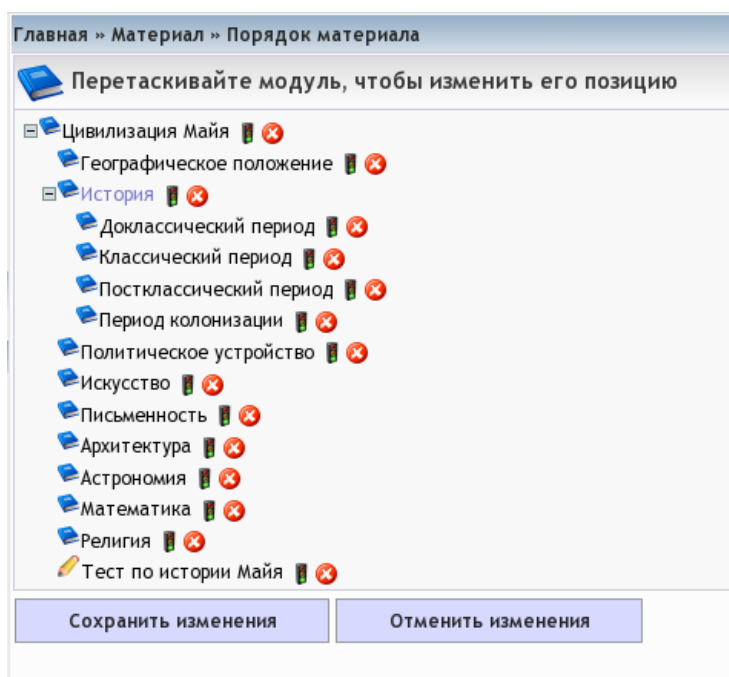 Главная » Материал » Порядок материала
Перетаскивайте модуль, чтобы изменить его позицию
Цивилизация Майя
Географическое положение
История
Доклассический период
Классический период
Постклассический период
Период колонизации
Политическое устройство
Искусство
Письменность
Архитектура
Астрономия
Математика
Религия
Тест по истории Майя
Сохранить изменения Отменить изменения